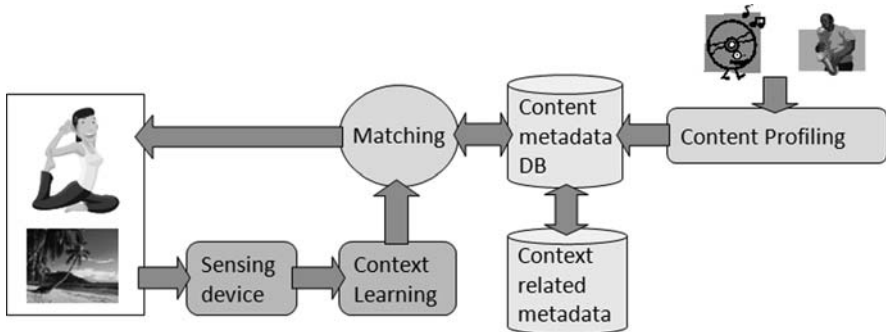 Matching
Content
metadata
DB
Content Profiling
Sensing
device
Context
Learning
Context
related
metadata